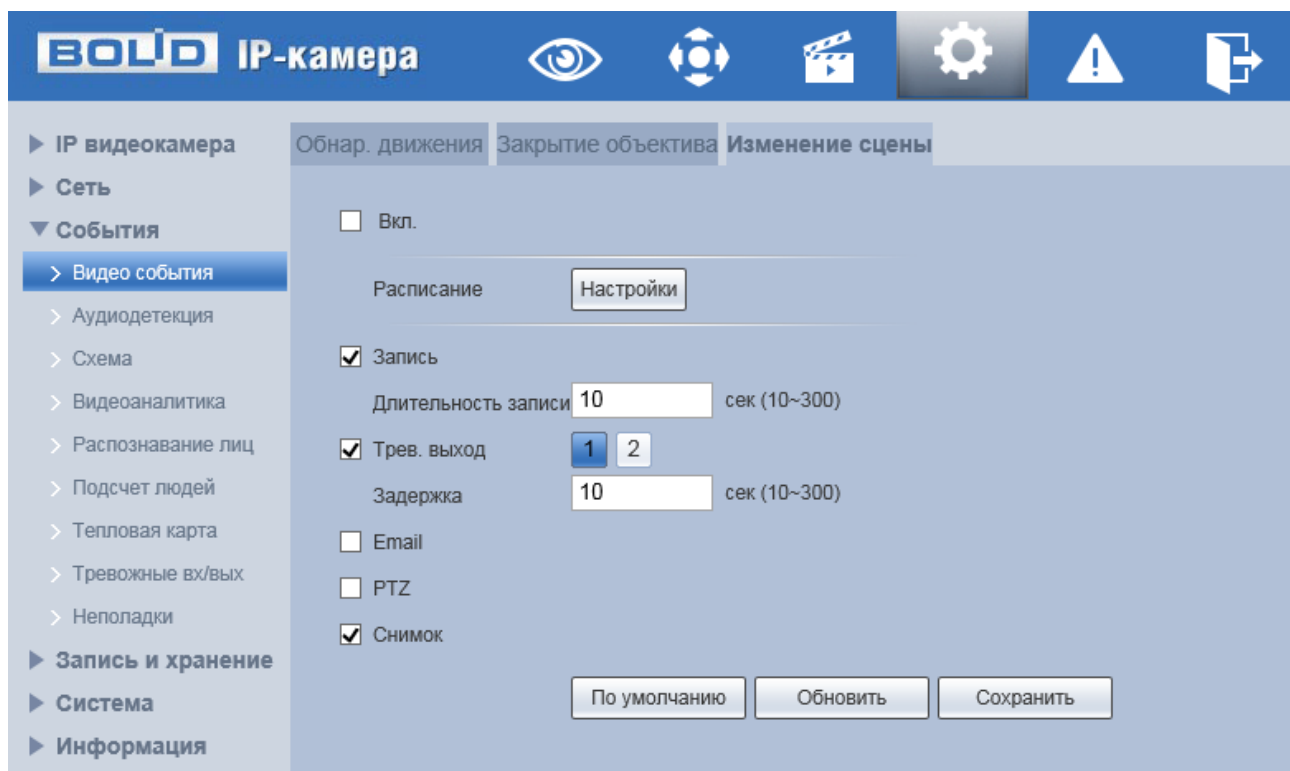 BOLID IP-камера
IP видеокамера
Сеть
События
Видео события
Аудиодетекция
Схема
Видеоаналитика
Распознавание лиц
Подсчет людей
Тепловая карта
Тревожные вх/вых
Неполадки
Запись и хранение
Система
Информация
Обнар. движения Закрытие объектива Изменение сцены
Вкл.
Расписание Настройки
Запись
Длительность записи 10 сек (10~300)
Трев. выход 1 2
Задержка 10 сек (10~300)
Email
PTZ
Снимок
По умолчанию Обновить Сохранить